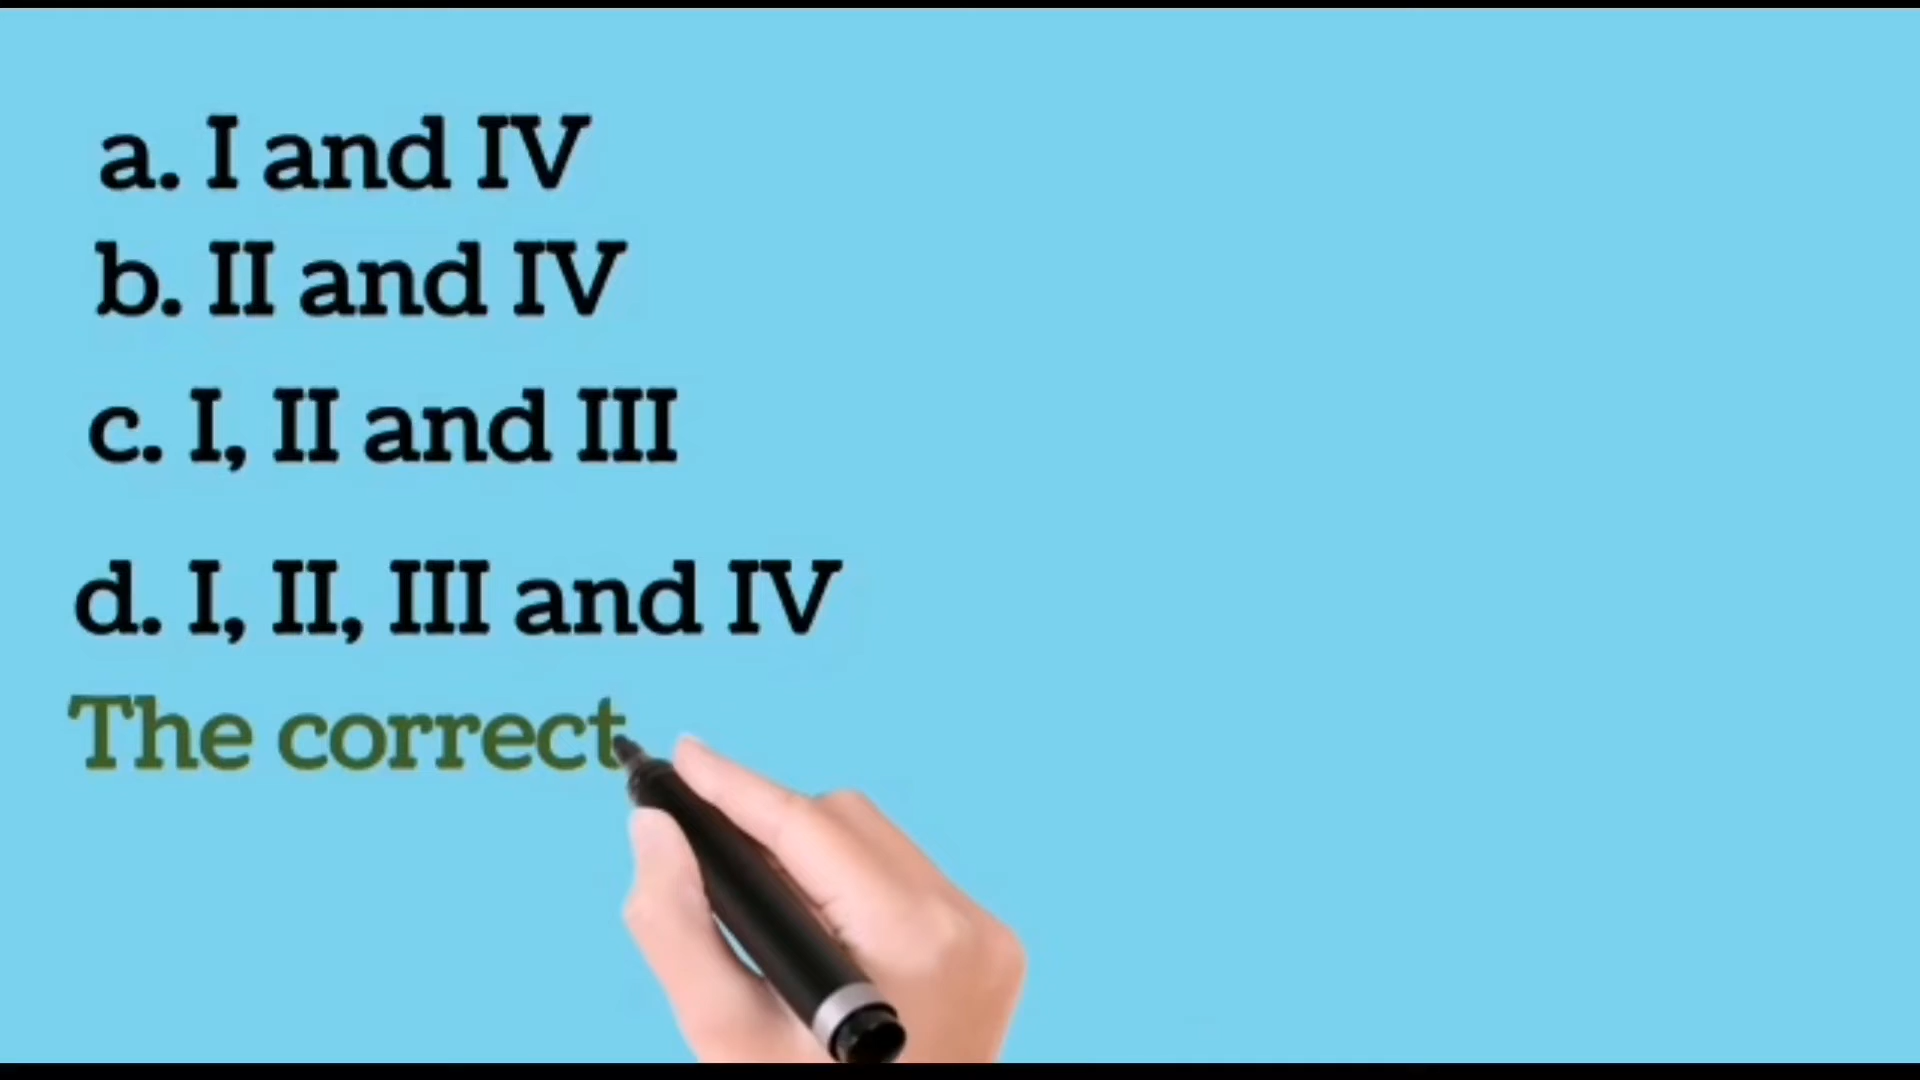 a. I and IV
b. II and IV
c. I, II and III
d. I, II, III and IV
The correct